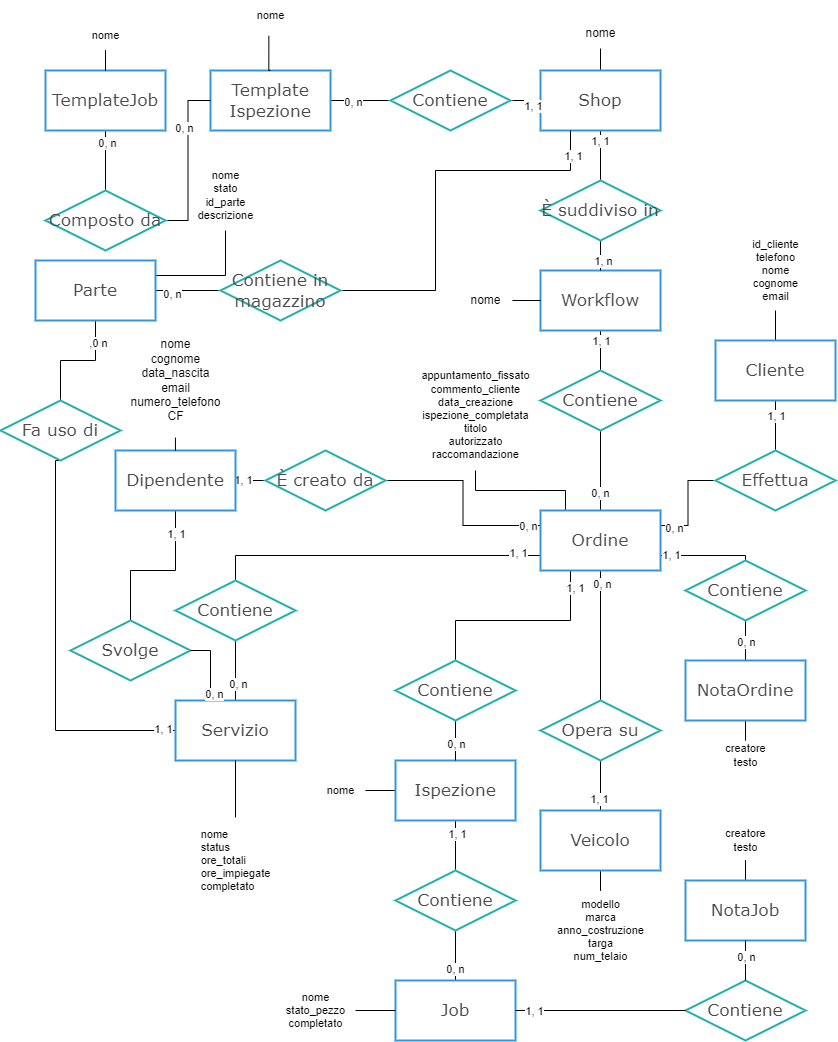 nome
nome
nome
TemplateJob
Template
Ispezione
0, n
Contiene
1, 1
Shop
0, n
0, n
1, 1
1, 1
nome
stato
id_parte
descrizione
Composto da
È suddiviso in
Parte
0, n
Contiene in
magazzino
1, n
nome
Workflow
id_cliente
telefono
nome
cognome
email
,0 n
1, 1
Cliente
nome
cognome
data_nascita
email
numero_telefono
CF
appuntamento_fissato
commento_cliente
data_creazione
ispezione_completata
titolo
autorizzato
raccomandazione
Contiene
1, 1
Fa uso di
Dipendente
1, 1
È creato da
Effettua
0, n
0, n
0, n
Ordine
1, 1
1, 1
1, 1
1, 1
0, n
Contiene
Contiene
Svolge
0, n
0, n
0, n
Contiene
NotaOrdine
Servizio
1, 1
Opera su
0, n
creatore
testo
nome
Ispezione
1, 1
nome
status
ore_totali
ore_impiegate
completato
1, 1
Veicolo
creatore
testo
Contiene
modello
marca
anno_costruzione
targa
num_telaio
NotaJob
0, n
0, n
nome
stato_pezzo
completato
Job
1, 1
Contiene